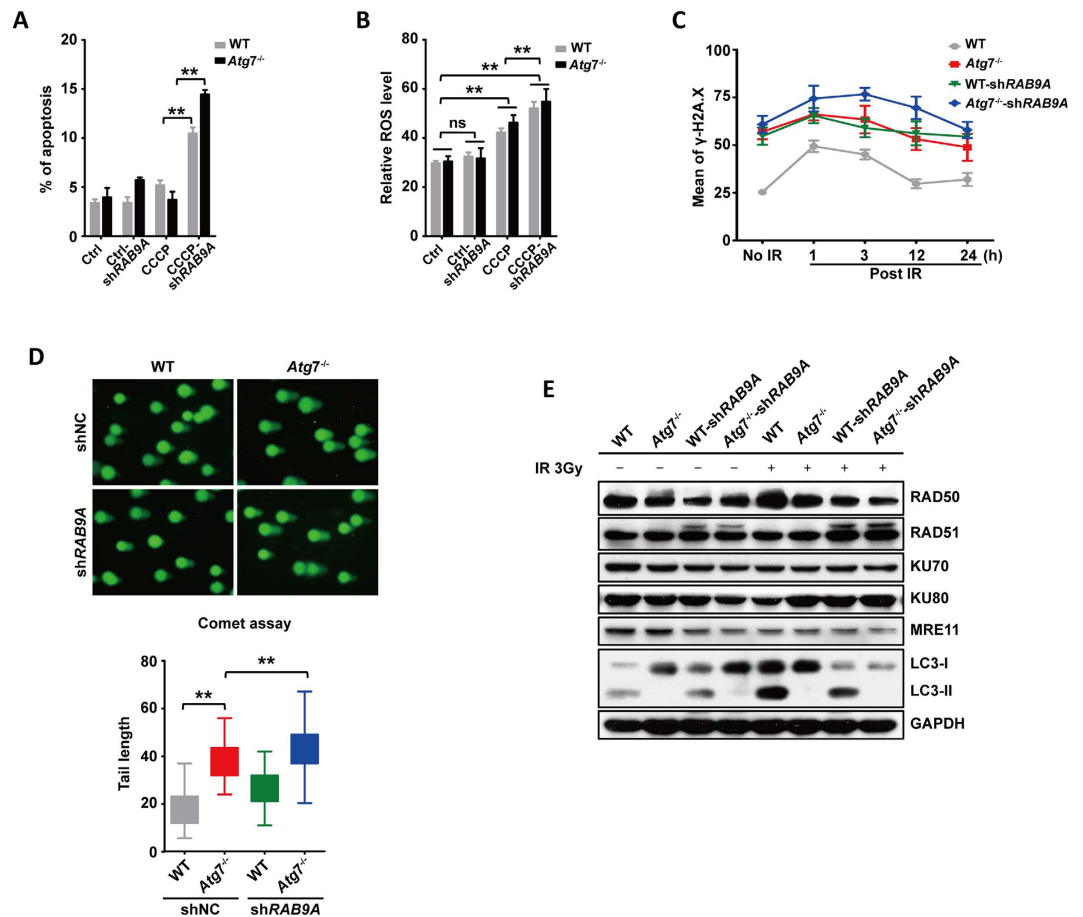 A
% of apoptosis
20
15
10
5
0
**
**
WT
Atg7-/-
Ctrl
Ctrl-shRAB9A
CCCP
CCCP-shRAB9A
B
Relative ROS level
80
60
40
20
0
ns
**
**
**
WT
Atg7-/-
Ctrl
Ctrl-shRAB9A
CCCP
CCCP-shRAB9A
C
Mean of γ-H2A.X
100
75
50
25
0
WT
Atg7-/-
WT-shRAB9A
Atg7-/--shRAB9A
No IR 1 3 12 24 (h)
Post IR
D
WT Atg7-/-
shNC
shRAB9A
Comet assay
Tail length
80
60
40
20
0
** **
WT Atg7-/- WT Atg7-/-
shNC shRAB9A
E
WT Atg7-/- WT-shRAB9A Atg7-/--shRAB9A WT Atg7-/- WT-shRAB9A Atg7-/--shRAB9A
IR 3Gy − − − − + + + +
RAD50
RAD51
KU70
KU80
MRE11
LC3-I
LC3-II
GAPDH